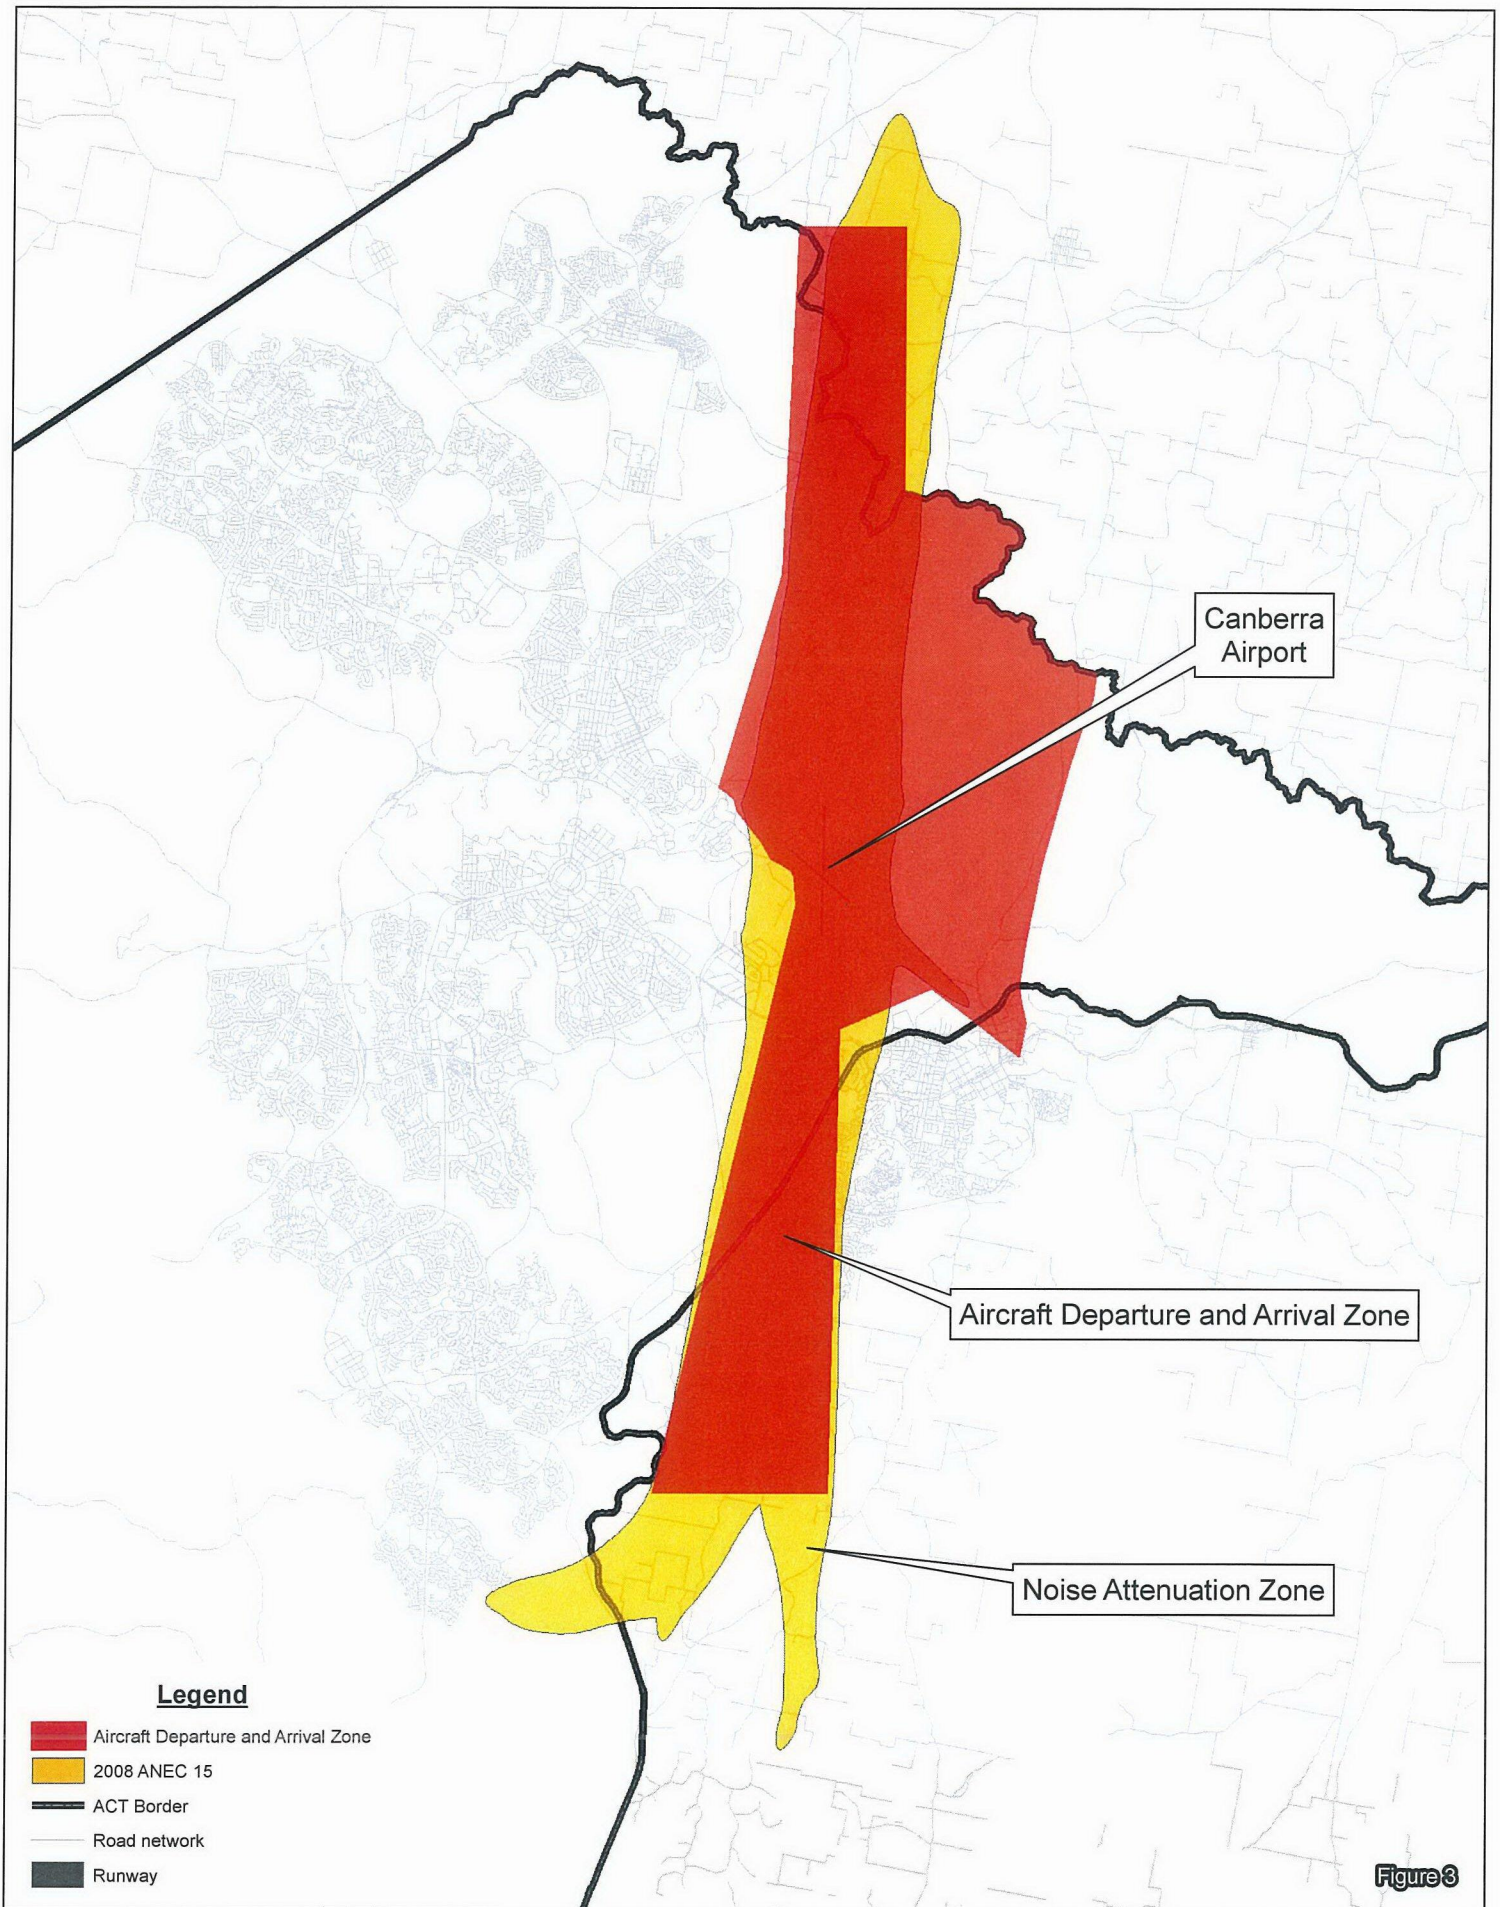 Canberra
Airport
Aircraft Departure and Arrival Zone
Noise Attenuation Zone
Legend
Aircraft Departure and Arrival Zone
2008 ANEC 15
ACT Border
Road network
Runway
Figure 3